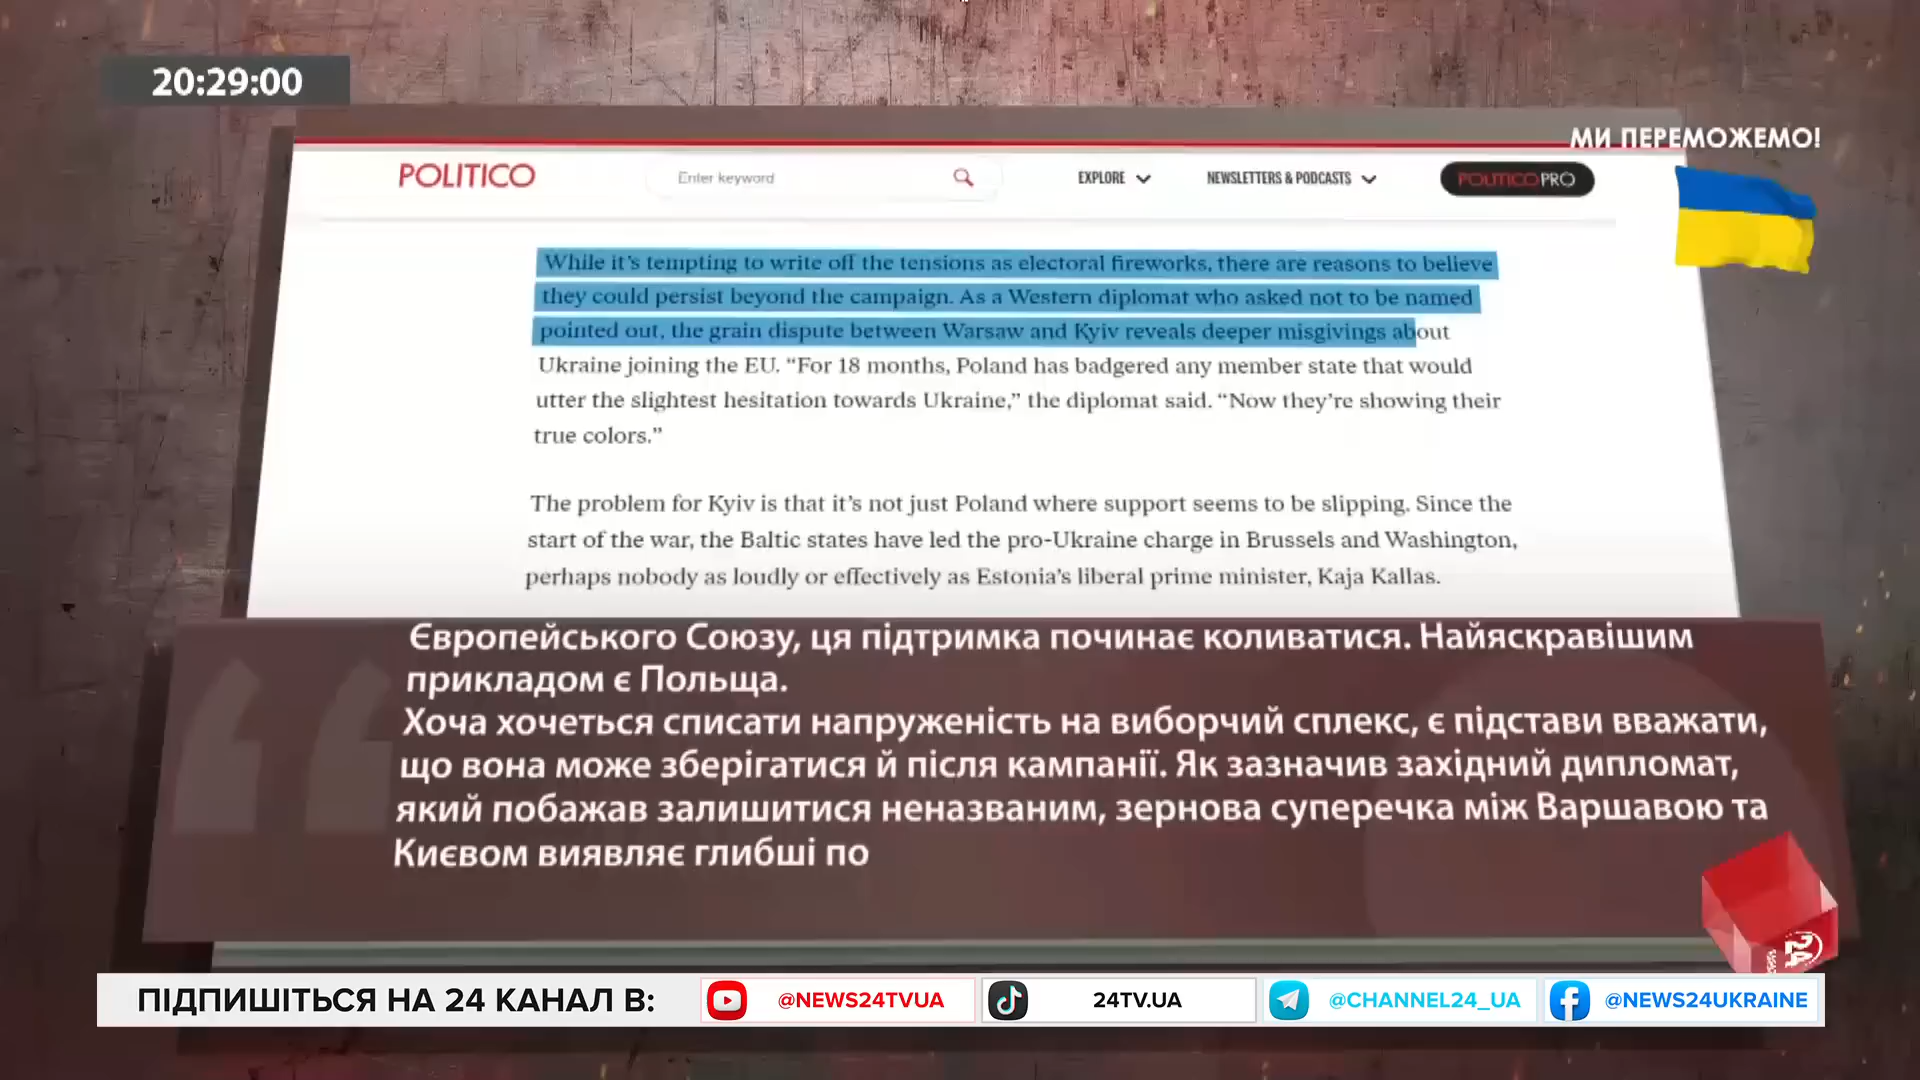 20:29:00
МИ ПЕРЕМОЖЕМО!
POLITICO
Enter keyword
EXPLORE
NEWSLETTERS & PODCASTS
POLITICO PRO
While it's tempting to write off the tensions as electoral fireworks, there are reasons to believe
they could persist beyond the campaign. As a Western diplomat who asked not to be named
pointed out, the grain dispute between Warsaw and Kyiv reveals deeper misgivings about
Ukraine joining the EU. “For 18 months, Poland has badgered any member state that would
utter the slightest hesitation towards Ukraine,” the diplomat said. “Now they're showing their
true colors.”
The problem for Kyiv is that it's not just Poland where support seems to be slipping. Since the
start of the war, the Baltic states have led the pro-Ukraine charge in Brussels and Washington,
perhaps nobody as loudly or effectively as Estonia's liberal prime minister, Kaja Kallas.
Європейського Союзу, ця підтримка починає коливатися. Найяскравішим
прикладом є Польща.
Хоча хочеться списати напруженість на виборчий сплекс, є підстави вважати,
що вона може зберігатися й після кампанії. Як зазначив західний дипломат,
який побажав залишитися неназваним, зернова суперечка між Варшавою та
Києвом виявляє глибші по
24
ПІДПИШІТЬСЯ НА 24 КАНАЛ В:
@NEWS24TVUA
24TV.UA
@CHANNEL24_UA
@NEWS24UKRAINE